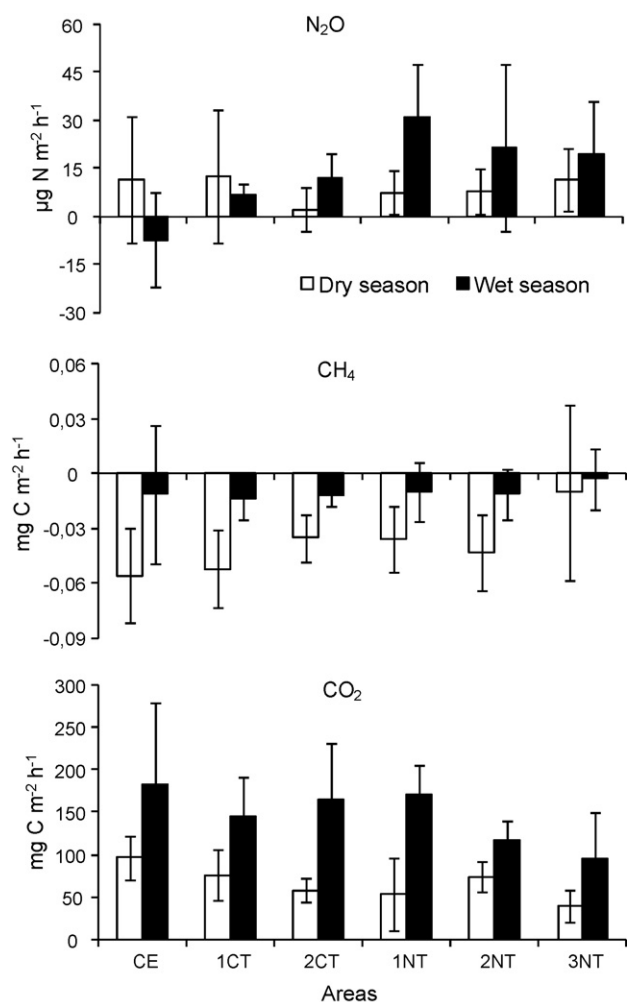 N₂O
60
45
30
15
0
-15
-30
µg N m⁻² h⁻¹
Dry season Wet season
CH₄
0,06
0,03
0
-0,03
-0,06
-0,09
mg C m⁻² h⁻¹
CO₂
300
250
200
150
100
50
0
mg C m⁻² h⁻¹
CE 1CT 2CT 1NT 2NT 3NT
Areas